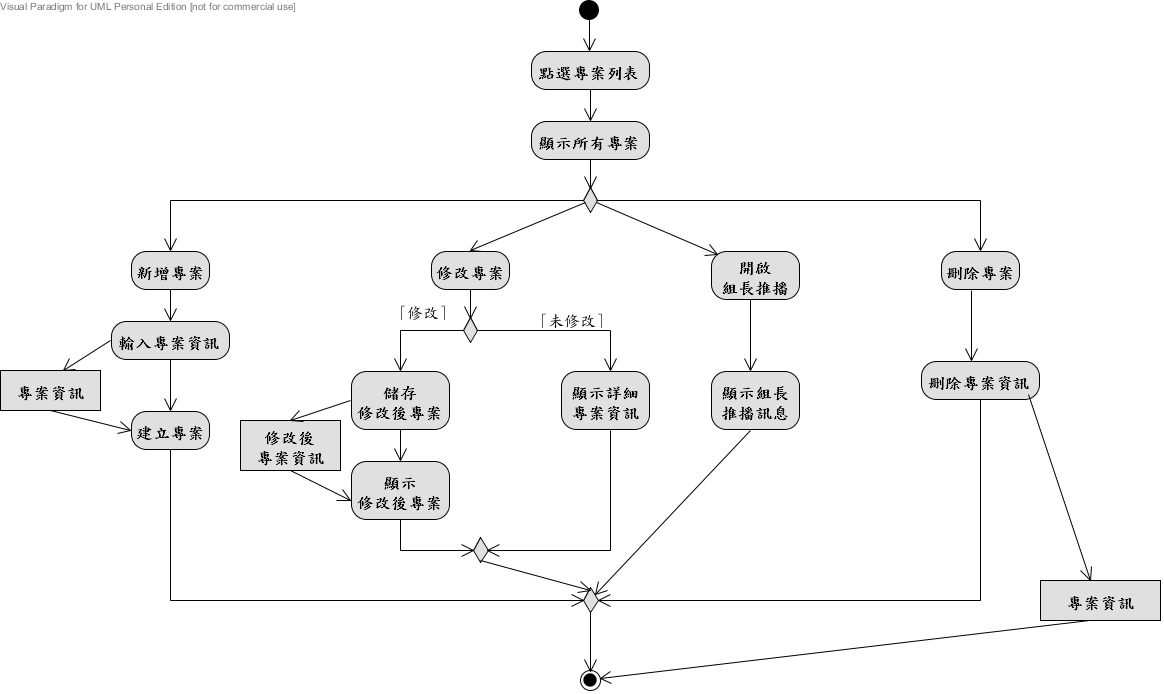 Visual Paradigm for UML Personal Edition [not for commercial use]
點選專案列表
顯示所有專案
新增專案
修改專案
開啟
組長推播
刪除專案
「修改」
「未修改」
輸入專案資訊
專案資訊
建立專案
儲存
修改後專案
顯示詳細
專案資訊
顯示組長
推播訊息
刪除專案資訊
修改後
專案資訊
顯示
修改後專案
專案資訊